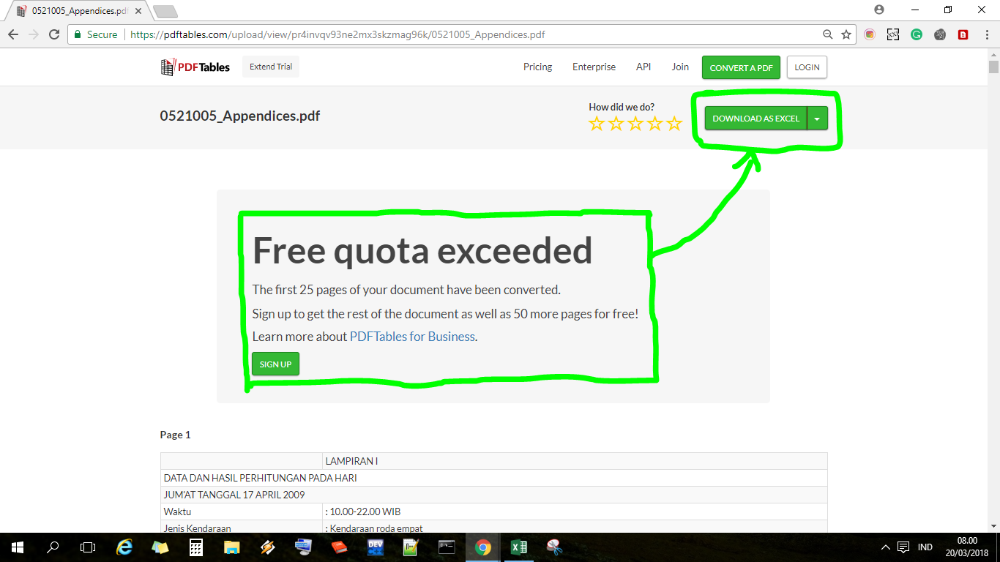 0521005_Appendices.pdf
Secure https://pdftables.com/upload/view/pr4invqv93ne2mx3skzmag96k/0521005_Appendices.pdf
PDFTables Extend Trial Pricing Enterprise API Join CONVERT A PDF LOGIN
0521005_Appendices.pdf
How did we do?
DOWNLOAD AS EXCEL
Free quota exceeded
The first 25 pages of your document have been converted.
Sign up to get the rest of the document as well as 50 more pages for free!
Learn more about PDFTables for Business.
SIGN UP
Page 1
LAMPIRAN I
DATA DAN HASIL PERHITUNGAN PADA HARI
JUM'AT TANGGAL 17 APRIL 2009
Waktu : 10.00-22.00 WIB
Jenis Kendaraan : Kendaraan roda empat
DEV
IND
08.00
20/03/2018